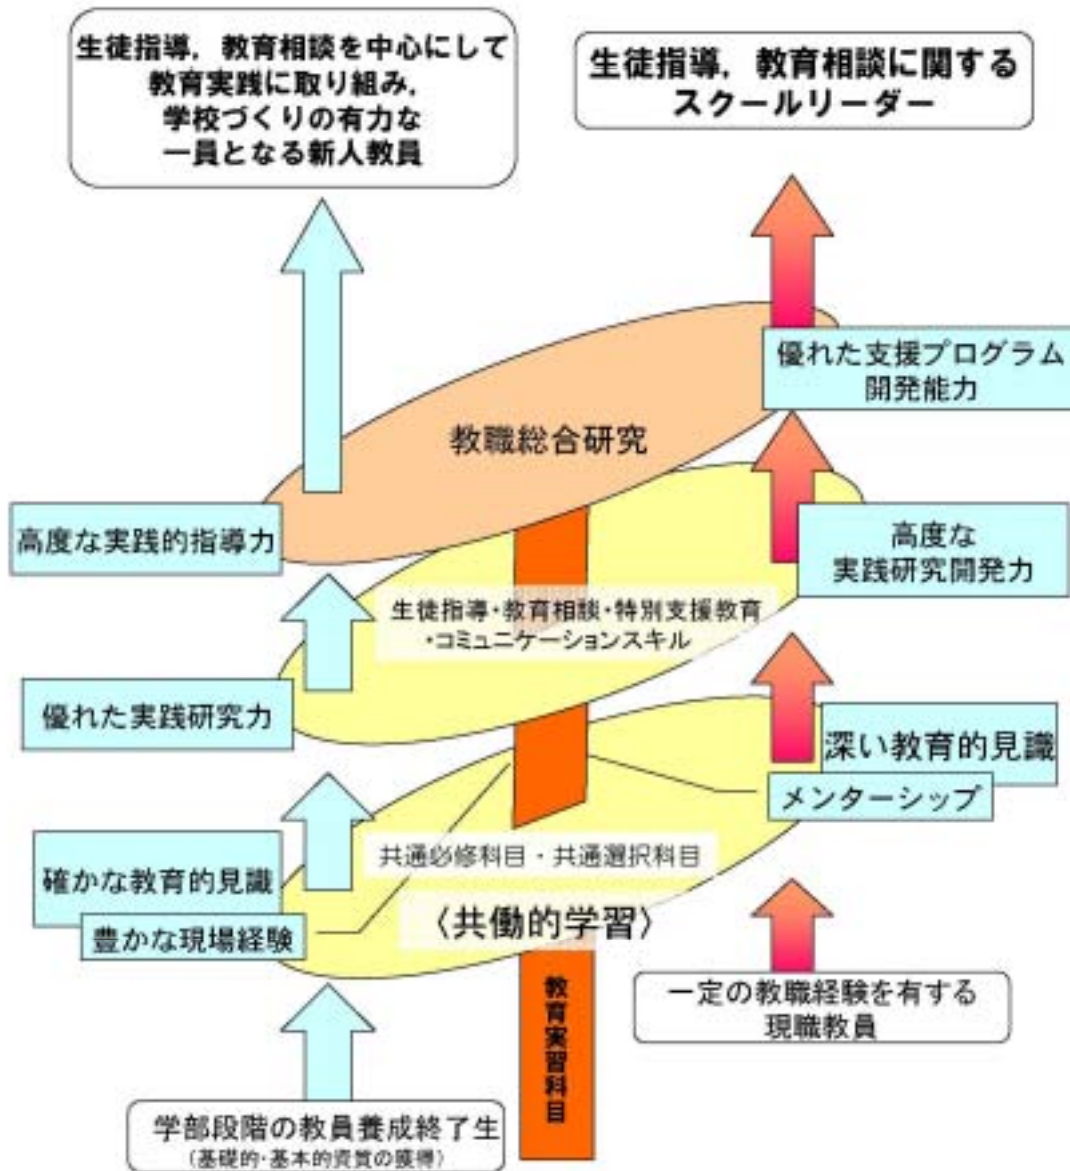 生徒指導，教育相談を中心にして
教育実践に取り組み，
学校づくりの有力な
一員となる新人教員
生徒指導，教育相談に関する
スクールリーダー
優れた支援プログラム
開発能力
教職総合研究
高度な実践的指導力
高度な
実践研究開発力
生徒指導・教育相談・特別支援教育
・コミュニケーションスキル
優れた実践研究力
深い教育的見識
メンターシップ
共通必修科目・共通選択科目
確かな教育的見識
〈共働的学習〉
豊かな現場経験
教育実習科目
一定の教職経験を有する
現職教員
学部段階の教員養成終了生
（基礎的・基本的資質の獲得）